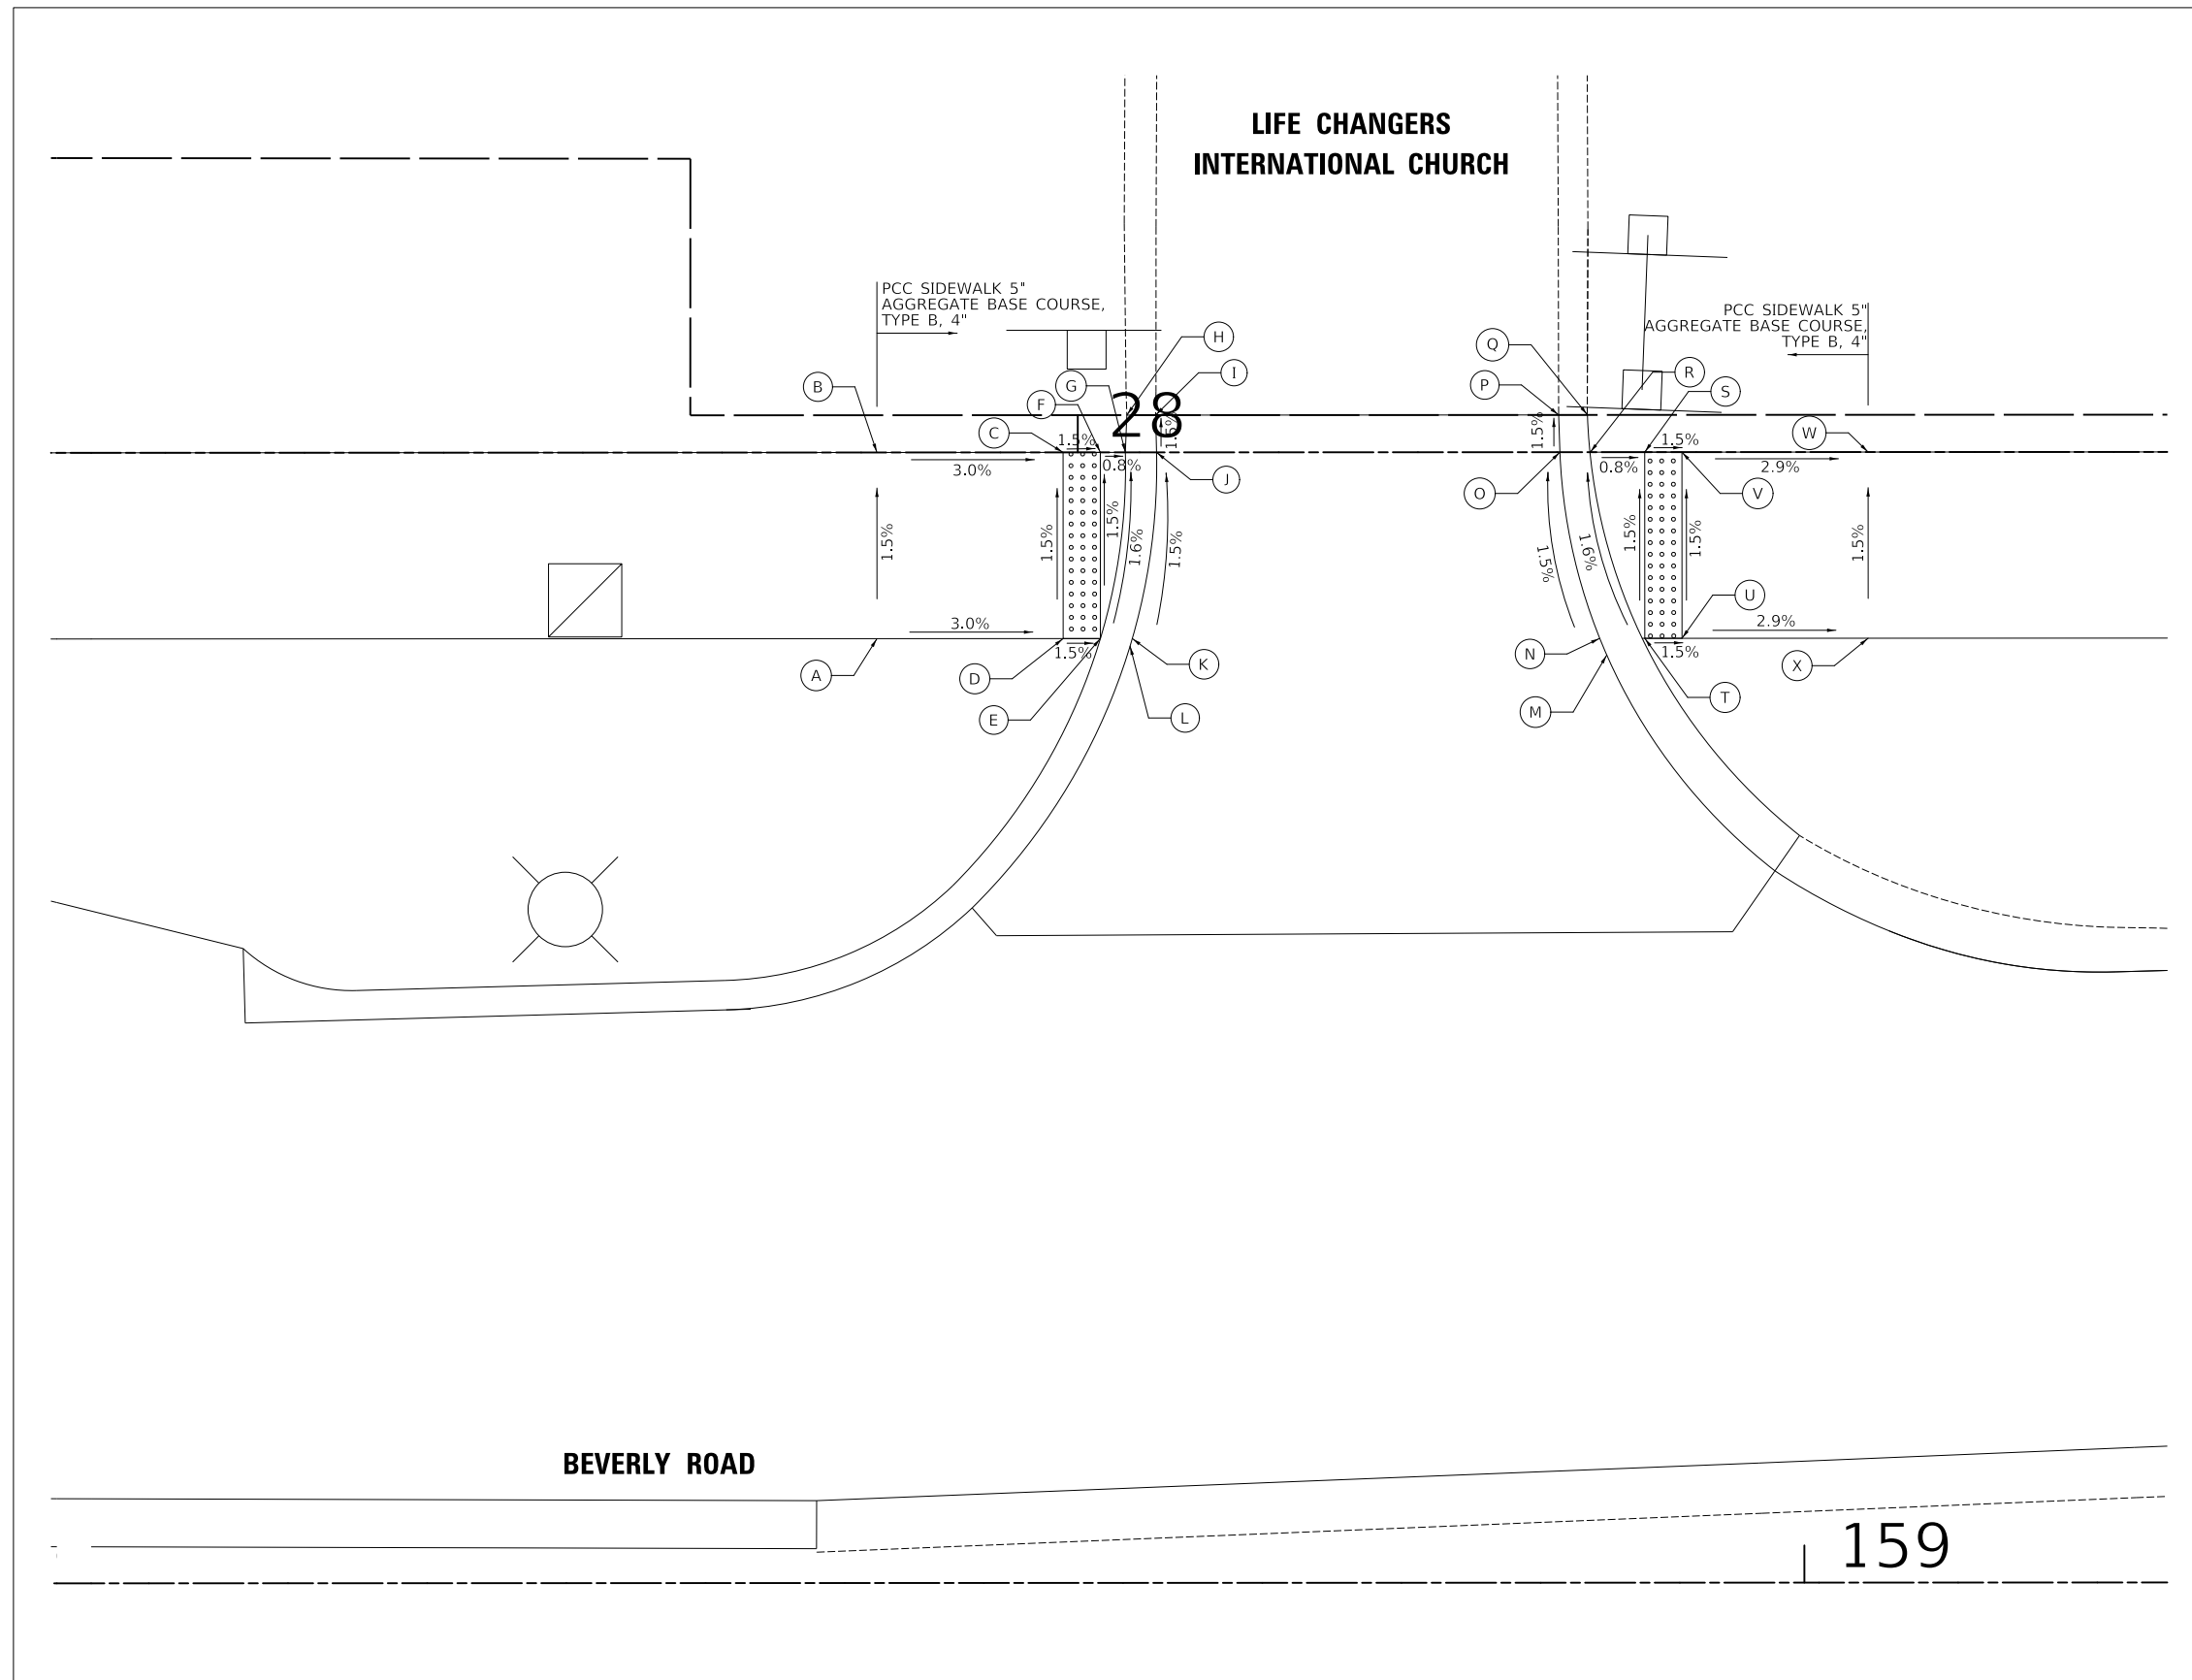 LIFE CHANGERS
INTERNATIONAL CHURCH
PCC SIDEWALK 5"
AGGREGATE BASE COURSE,
TYPE B, 4"
PCC SIDEWALK 5"
AGGREGATE BASE COURSE,
TYPE B, 4"
H
Q
I
R
B
G
P
S
F
28
C
1.5%
1.5%
1.5%
1.5%
W
3.0%
0.8%
0.8%
2.9%
J
O
V
1.5%
1.5%
1.5%
1.6%
1.5%
1.5%
1.6%
1.5%
1.5%
1.5%
U
3.0%
2.9%
1.5%
1.5%
A
D
K
N
X
E
L
M
T
BEVERLY ROAD
159